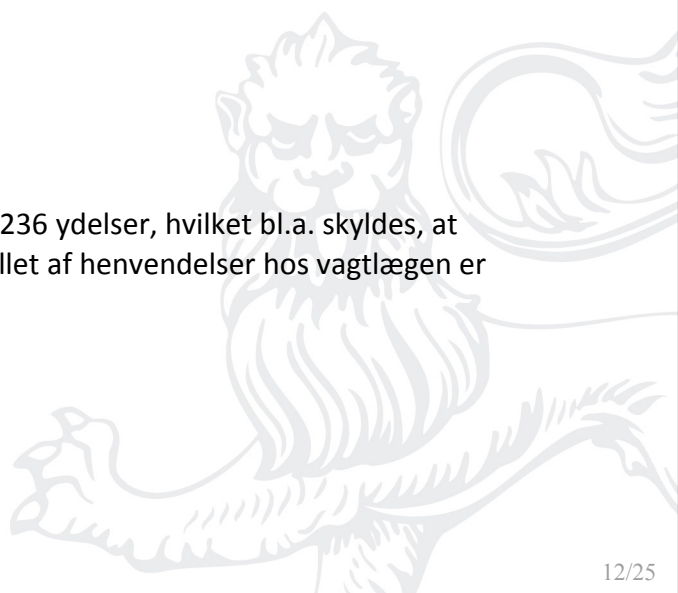 236 ydelser, hvilket bl.a. skyldes, at
llet af henvendelser hos vagtlægen er
12/25